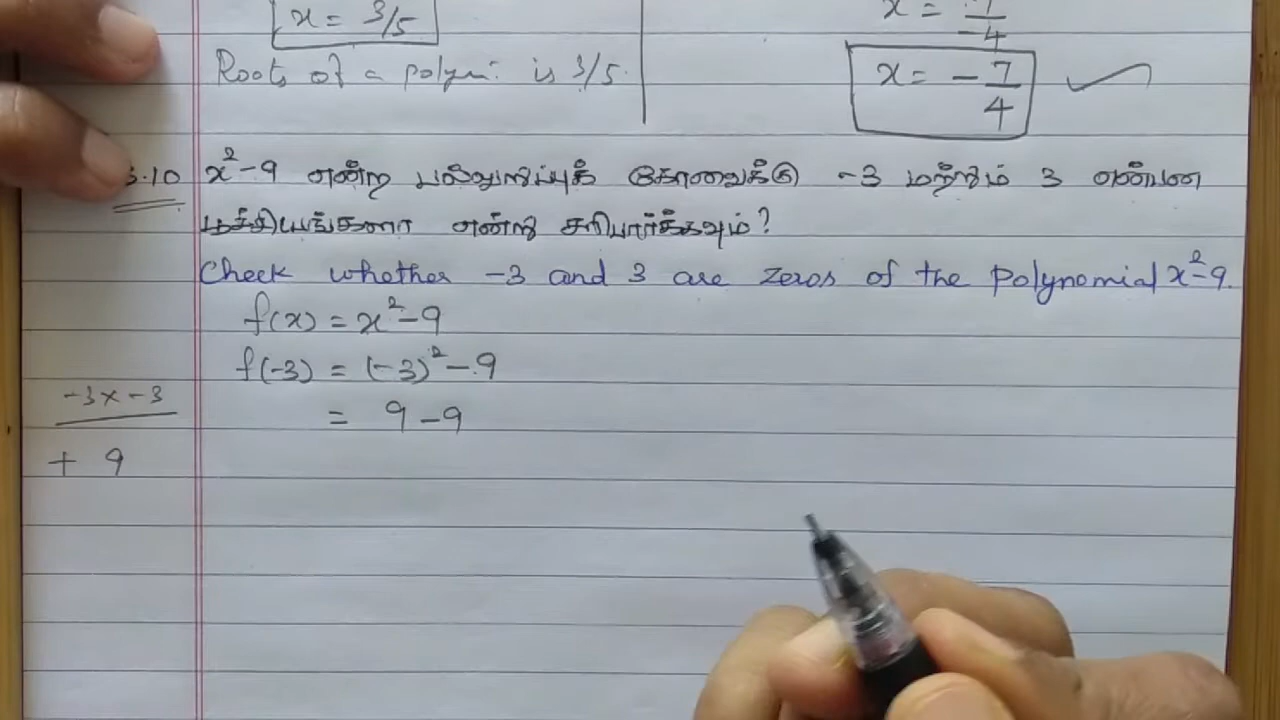 x = 3/5
Roots of a polyn: is 3/5.
x = 7/-4
x = -7/4
3.10 x²-9 என்ற பல்லுறுப்புக் கோவைக்கு -3 மற்றும் 3 என்பன
பூச்சியங்களா என்று சரிபார்க்கவும்?
Check whether -3 and 3 are zeros of the polynomial x²-9.
f(x) = x²-9
f(-3) = (-3)² - 9
-3x-3
= 9 -9
+ 9